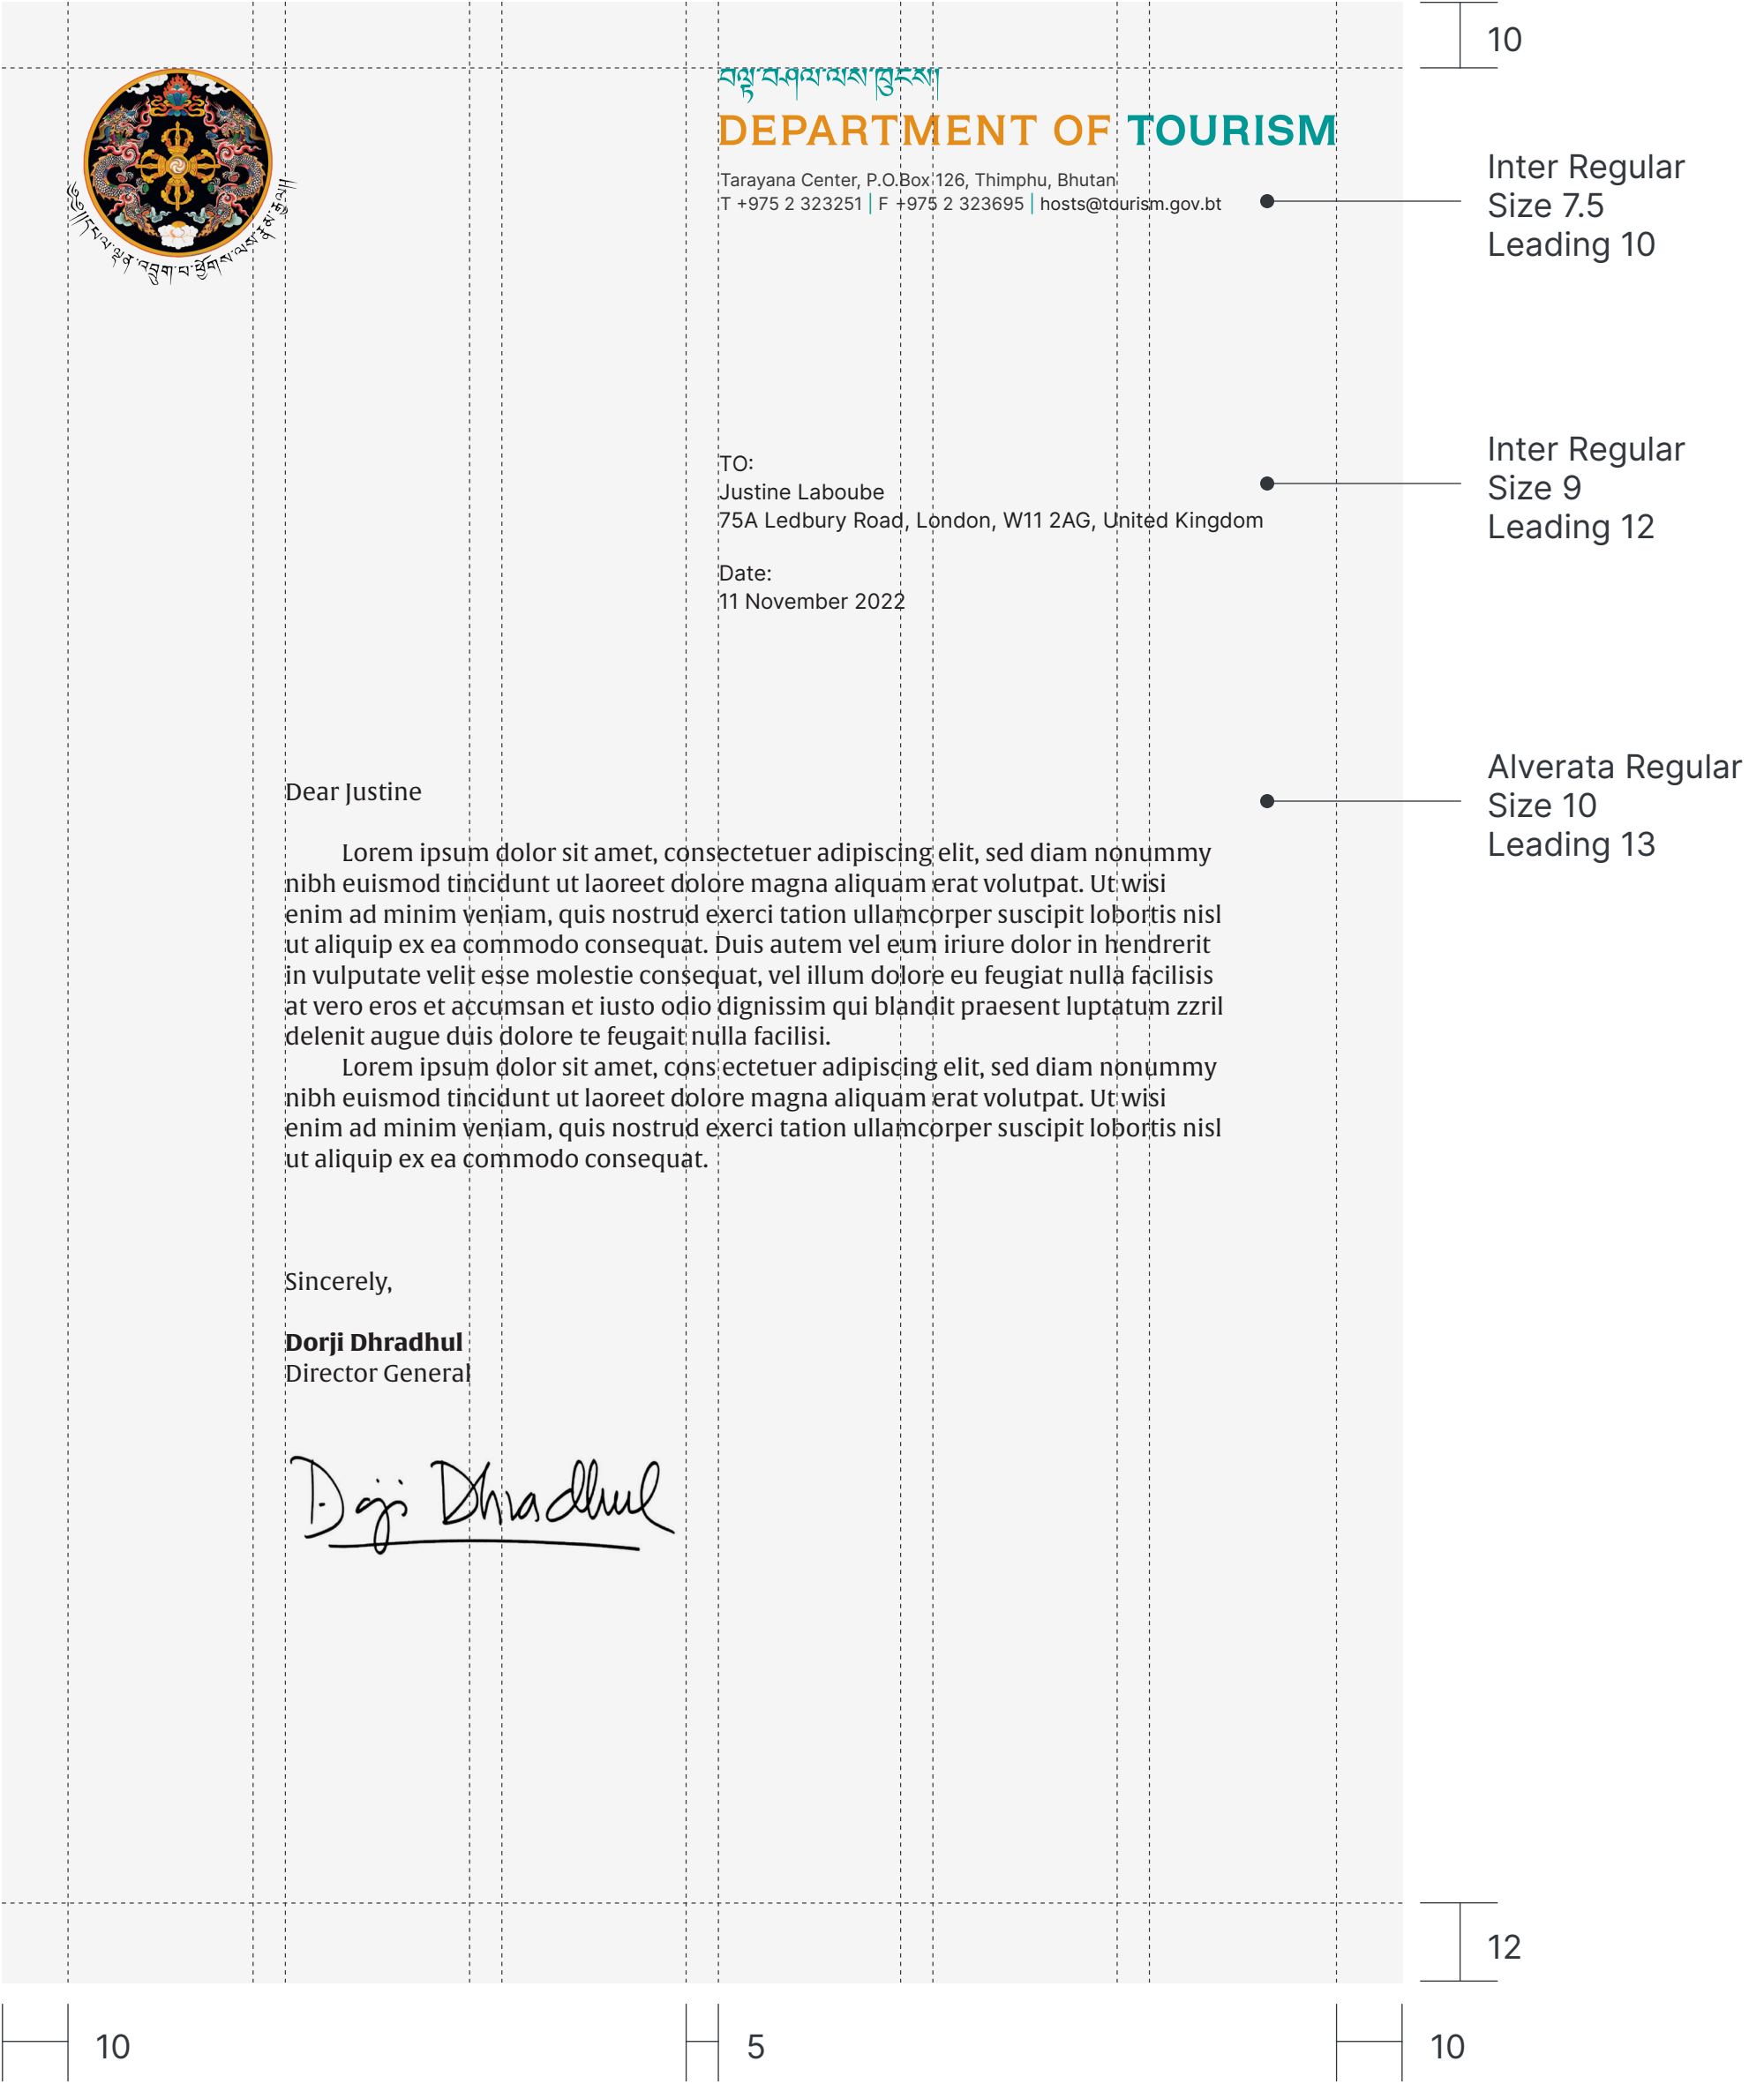 བལྟ་བཤལ་ལས་ཁུངས།
DEPARTMENT OF TOURISM
Tarayana Center, P.O.Box 126, Thimphu, Bhutan
T +975 2 323251 | F +975 2 323695 | hosts@tourism.gov.bt
༄༅།།དཔལ་ལྡན་འབྲུག་པ་ཕྱོགས་ལས་རྣམ་རྒྱལ།།
TO:
Justine Laboube
75A Ledbury Road, London, W11 2AG, United Kingdom
Date:
11 November 2022
Dear Justine
Lorem ipsum dolor sit amet, consectetuer adipiscing elit, sed diam nonummy
nibh euismod tincidunt ut laoreet dolore magna aliquam erat volutpat. Ut wisi
enim ad minim veniam, quis nostrud exerci tation ullamcorper suscipit lobortis nisl
ut aliquip ex ea commodo consequat. Duis autem vel eum iriure dolor in hendrerit
in vulputate velit esse molestie consequat, vel illum dolore eu feugiat nulla facilisis
at vero eros et accumsan et iusto odio dignissim qui blandit praesent luptatum zzril
delenit augue duis dolore te feugait nulla facilisi.
Lorem ipsum dolor sit amet, cons ectetuer adipiscing elit, sed diam nonummy
nibh euismod tincidunt ut laoreet dolore magna aliquam erat volutpat. Ut wisi
enim ad minim veniam, quis nostrud exerci tation ullamcorper suscipit lobortis nisl
ut aliquip ex ea commodo consequat.
Sincerely,
Dorji Dhradhul
Director General
Dorji Dhradhul
10
Inter Regular
Size 7.5
Leading 10
Inter Regular
Size 9
Leading 12
Alverata Regular
Size 10
Leading 13
12
10
5
10